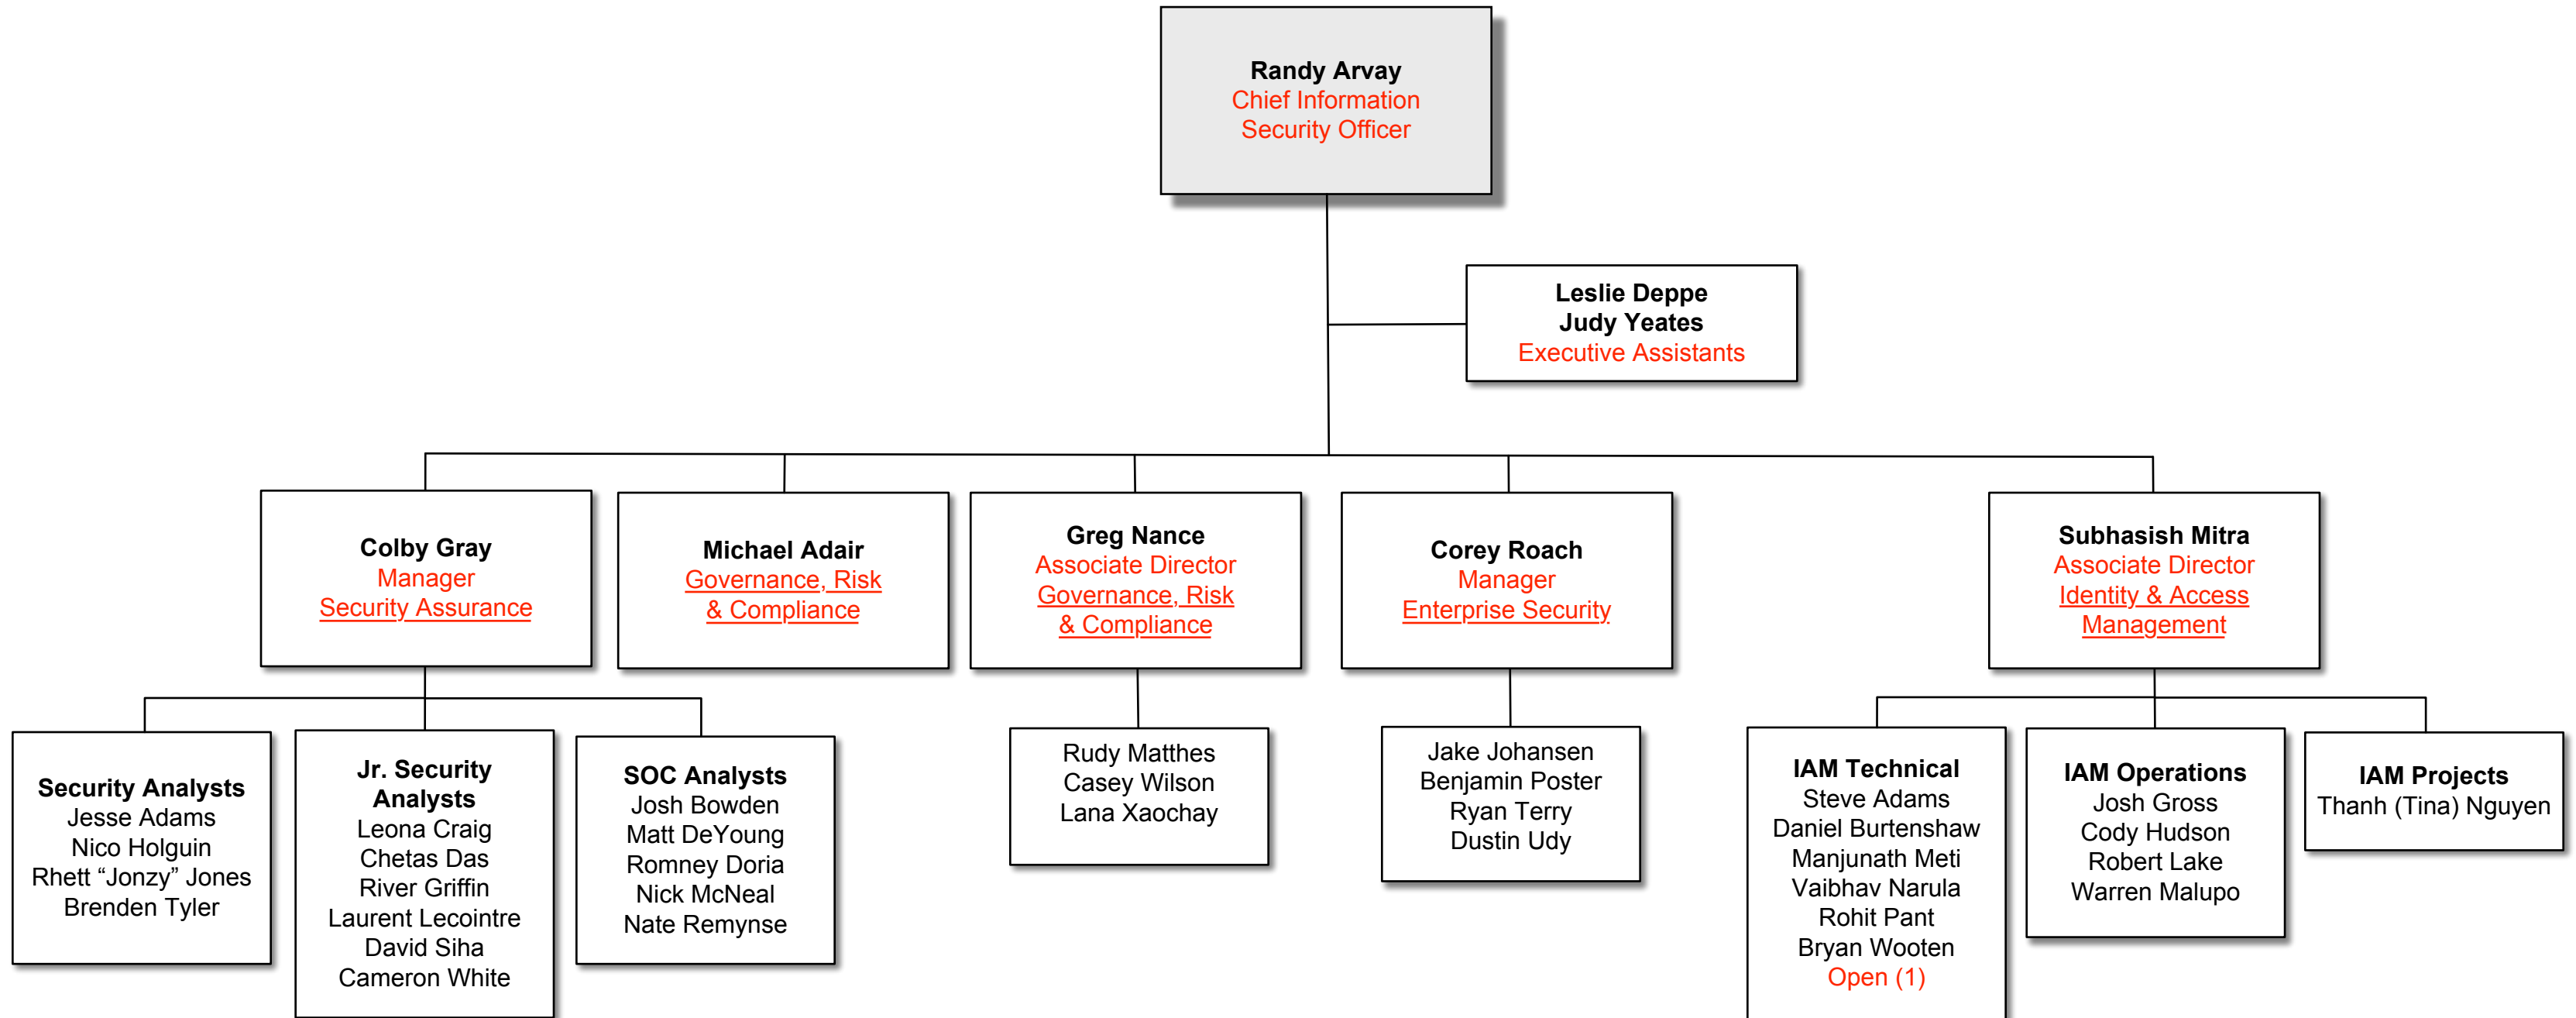 Randy Arvay
Chief Information
Security Officer
Leslie Deppe
Judy Yeates
Executive Assistants
Colby Gray
Manager
Security Assurance
Michael Adair
Governance, Risk
& Compliance
Greg Nance
Associate Director
Governance, Risk
& Compliance
Corey Roach
Manager
Enterprise Security
Subhasish Mitra
Associate Director
Identity & Access
Management
Security Analysts
Jesse Adams
Nico Holguin
Rhett “Jonzy” Jones
Brenden Tyler
Jr. Security
Analysts
Leona Craig
Chetas Das
River Griffin
Laurent Lecointre
David Siha
Cameron White
SOC Analysts
Josh Bowden
Matt DeYoung
Romney Doria
Nick McNeal
Nate Remynse
Rudy Matthes
Casey Wilson
Lana Xaochay
Jake Johansen
Benjamin Poster
Ryan Terry
Dustin Udy
IAM Technical
Steve Adams
Daniel Burtenshaw
Manjunath Meti
Vaibhav Narula
Rohit Pant
Bryan Wooten
Open (1)
IAM Operations
Josh Gross
Cody Hudson
Robert Lake
Warren Malupo
IAM Projects
Thanh (Tina) Nguyen